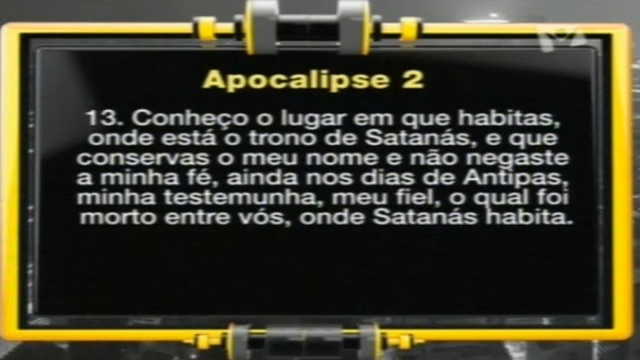 Apocalipse 2
13. Conheço o lugar em que habitas,
onde está o trono de Satanás, e que
conservas o meu nome e não negaste
a minha fé, ainda nos dias de Antipas,
minha testemunha, meu fiel, o qual foi
morto entre vós, onde Satanás habita.